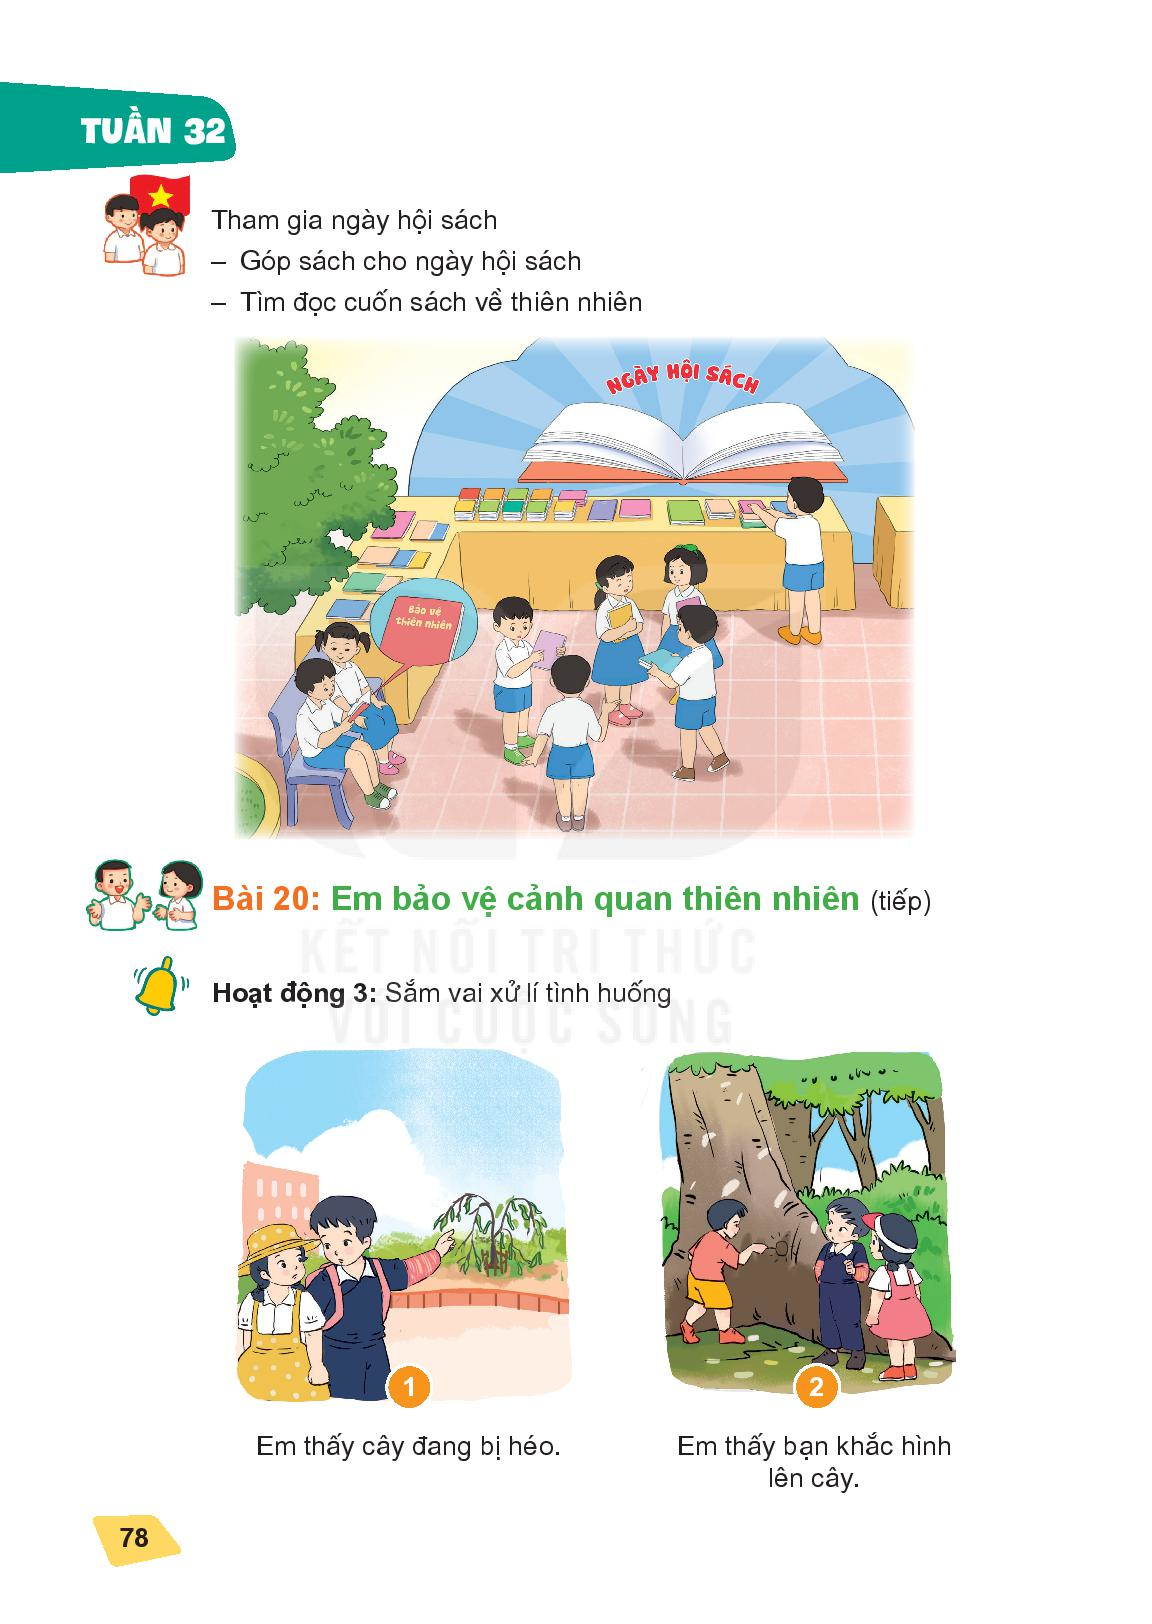 TUẦN 32
Tham gia ngày hội sách
– Góp sách cho ngày hội sách
– Tìm đọc cuốn sách về thiên nhiên
NGÀY HỘI SÁCH
Bảo vệ
thiên nhiên
Bài 20: Em bảo vệ cảnh quan thiên nhiên (tiếp)
KẾT NỐI TRI THỨC
VỚI CUỘC SỐNG
Hoạt động 3: Sắm vai xử lí tình huống
1
2
Em thấy cây đang bị héo.
Em thấy bạn khắc hình
lên cây.
78